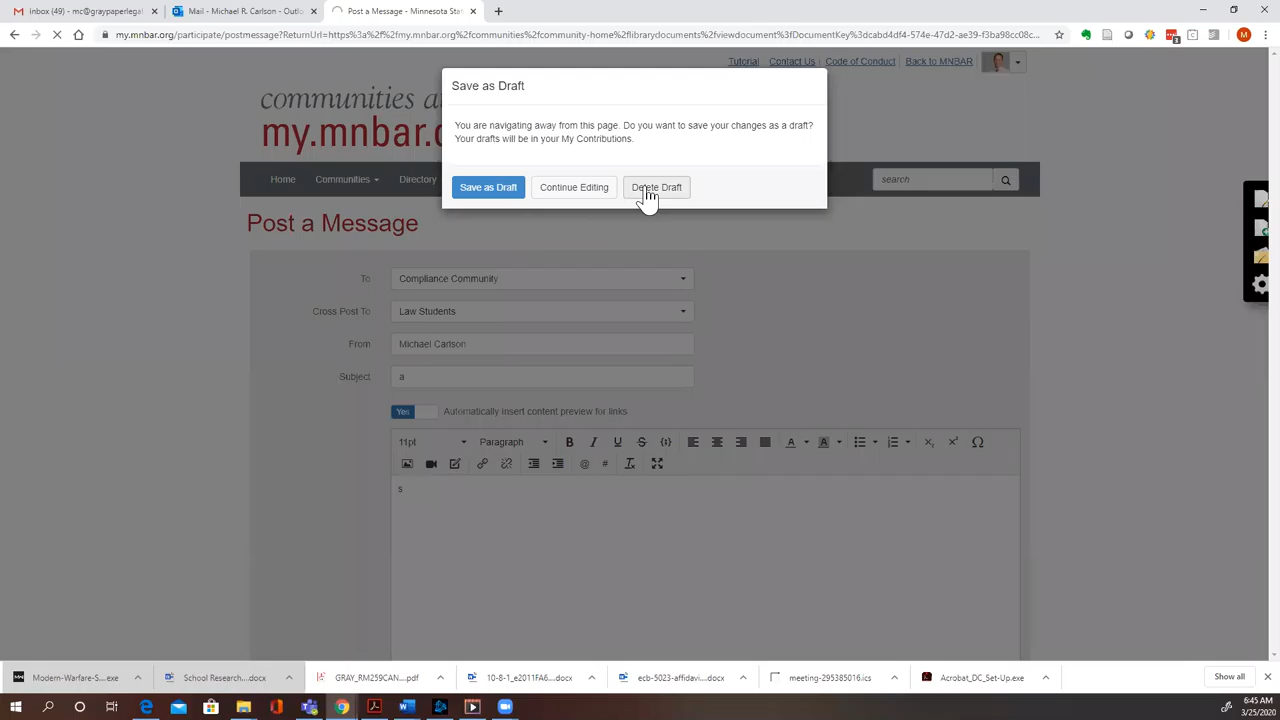 inbox (49) - mc@graypaperlegal
Mail - Michael R. Carlson - Outlo
Post a Message - Minnesota Stat
my.mnbar.org/participate/postmessage?ReturnUrl=https%3a%2f%2fmy.mnbar.org%2fcommunities%2fcommunity-home%2flibrarydocuments%2fviewdocument%3fDocumentKey%3dcabd4df4-574e-47d2-ae39-f3ba98cc08c...
3
M
Tutorial Contact Us Code of Conduct Back to MNBAR
communities a
my.mnbar.o
Save as Draft
You are navigating away from this page. Do you want to save your changes as a draft?
Your drafts will be in your My Contributions.
Save as Draft Continue Editing Delete Draft
Home Communities Directory search
Post a Message
To Compliance Community
Cross Post To Law Students
From Michael Carlson
Subject a
Yes Automatically insert content preview for links.
11pt Paragraph B I U S {;} A A X₂ X² Ω
@ #
s
Modern-Warfare-S....exe School Research....docx GRAY_RM259CAN....pdf 10-8-1_e2011FA6....docx ecb-5023-affidavi....docx meeting-295385016.ics Acrobat_DC_Set-Up.exe Show all
6:45 AM
3/25/2020